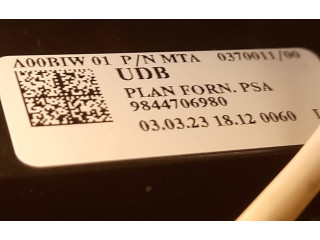 A00BIW 01 P/N MTA 0370011/00
UDB
PLAN FORN. PSA
9844706980
03.03.23 18.12 0060